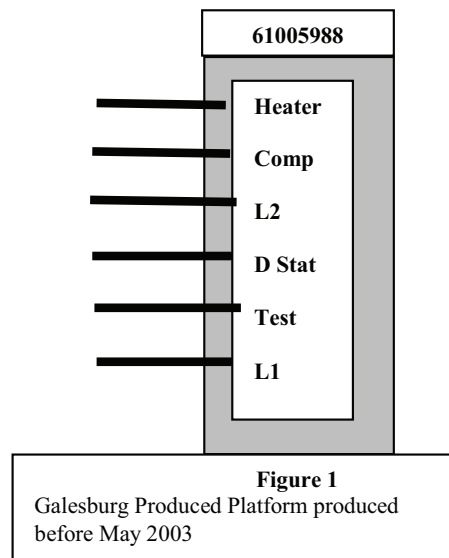 61005988
Heater
Comp
L2
D Stat
Test
L1
Figure 1
Galesburg Produced Platform produced
before May 2003